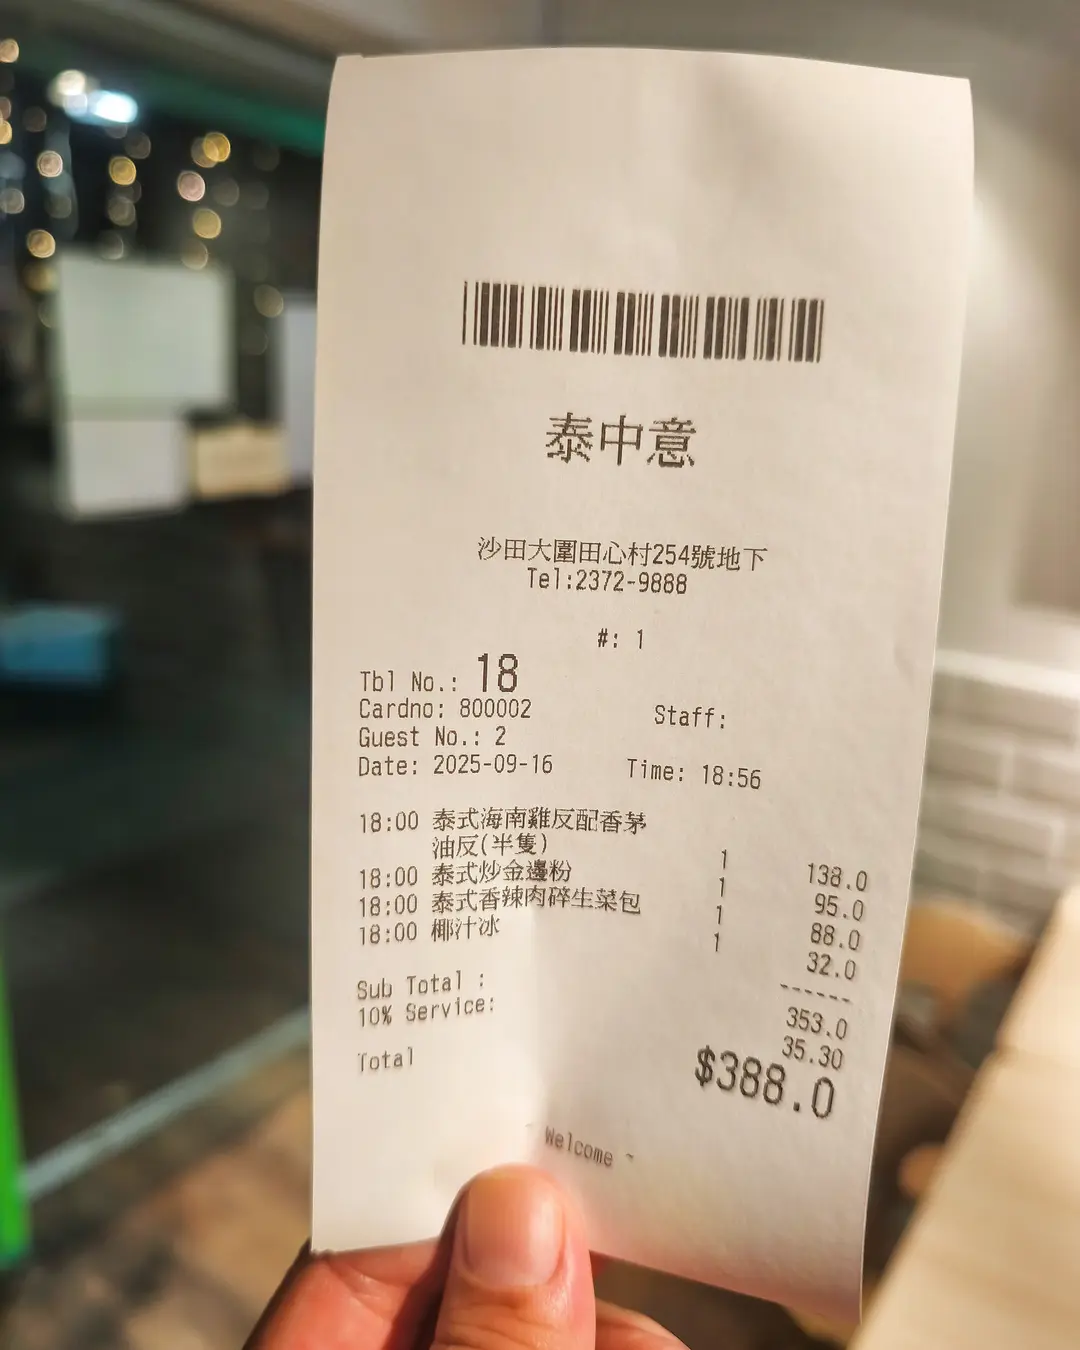 泰中意
沙田大圍田心村254號地下
Tel:2372-9888
#: 1
Tbl No.: 18
Cardno: 800002 Staff:
Guest No.: 2
Date: 2025-09-16 Time: 18:56
18:00 泰式海南雞反配香茅
油反(半隻) 1 138.0
18:00 泰式炒金邊粉 1 95.0
18:00 泰式香辣肉碎生菜包 1 88.0
18:00 椰汁冰 1 32.0
------
Sub Total : 353.0
10% Service: 35.30
Total $388.0
~ Welcome ~